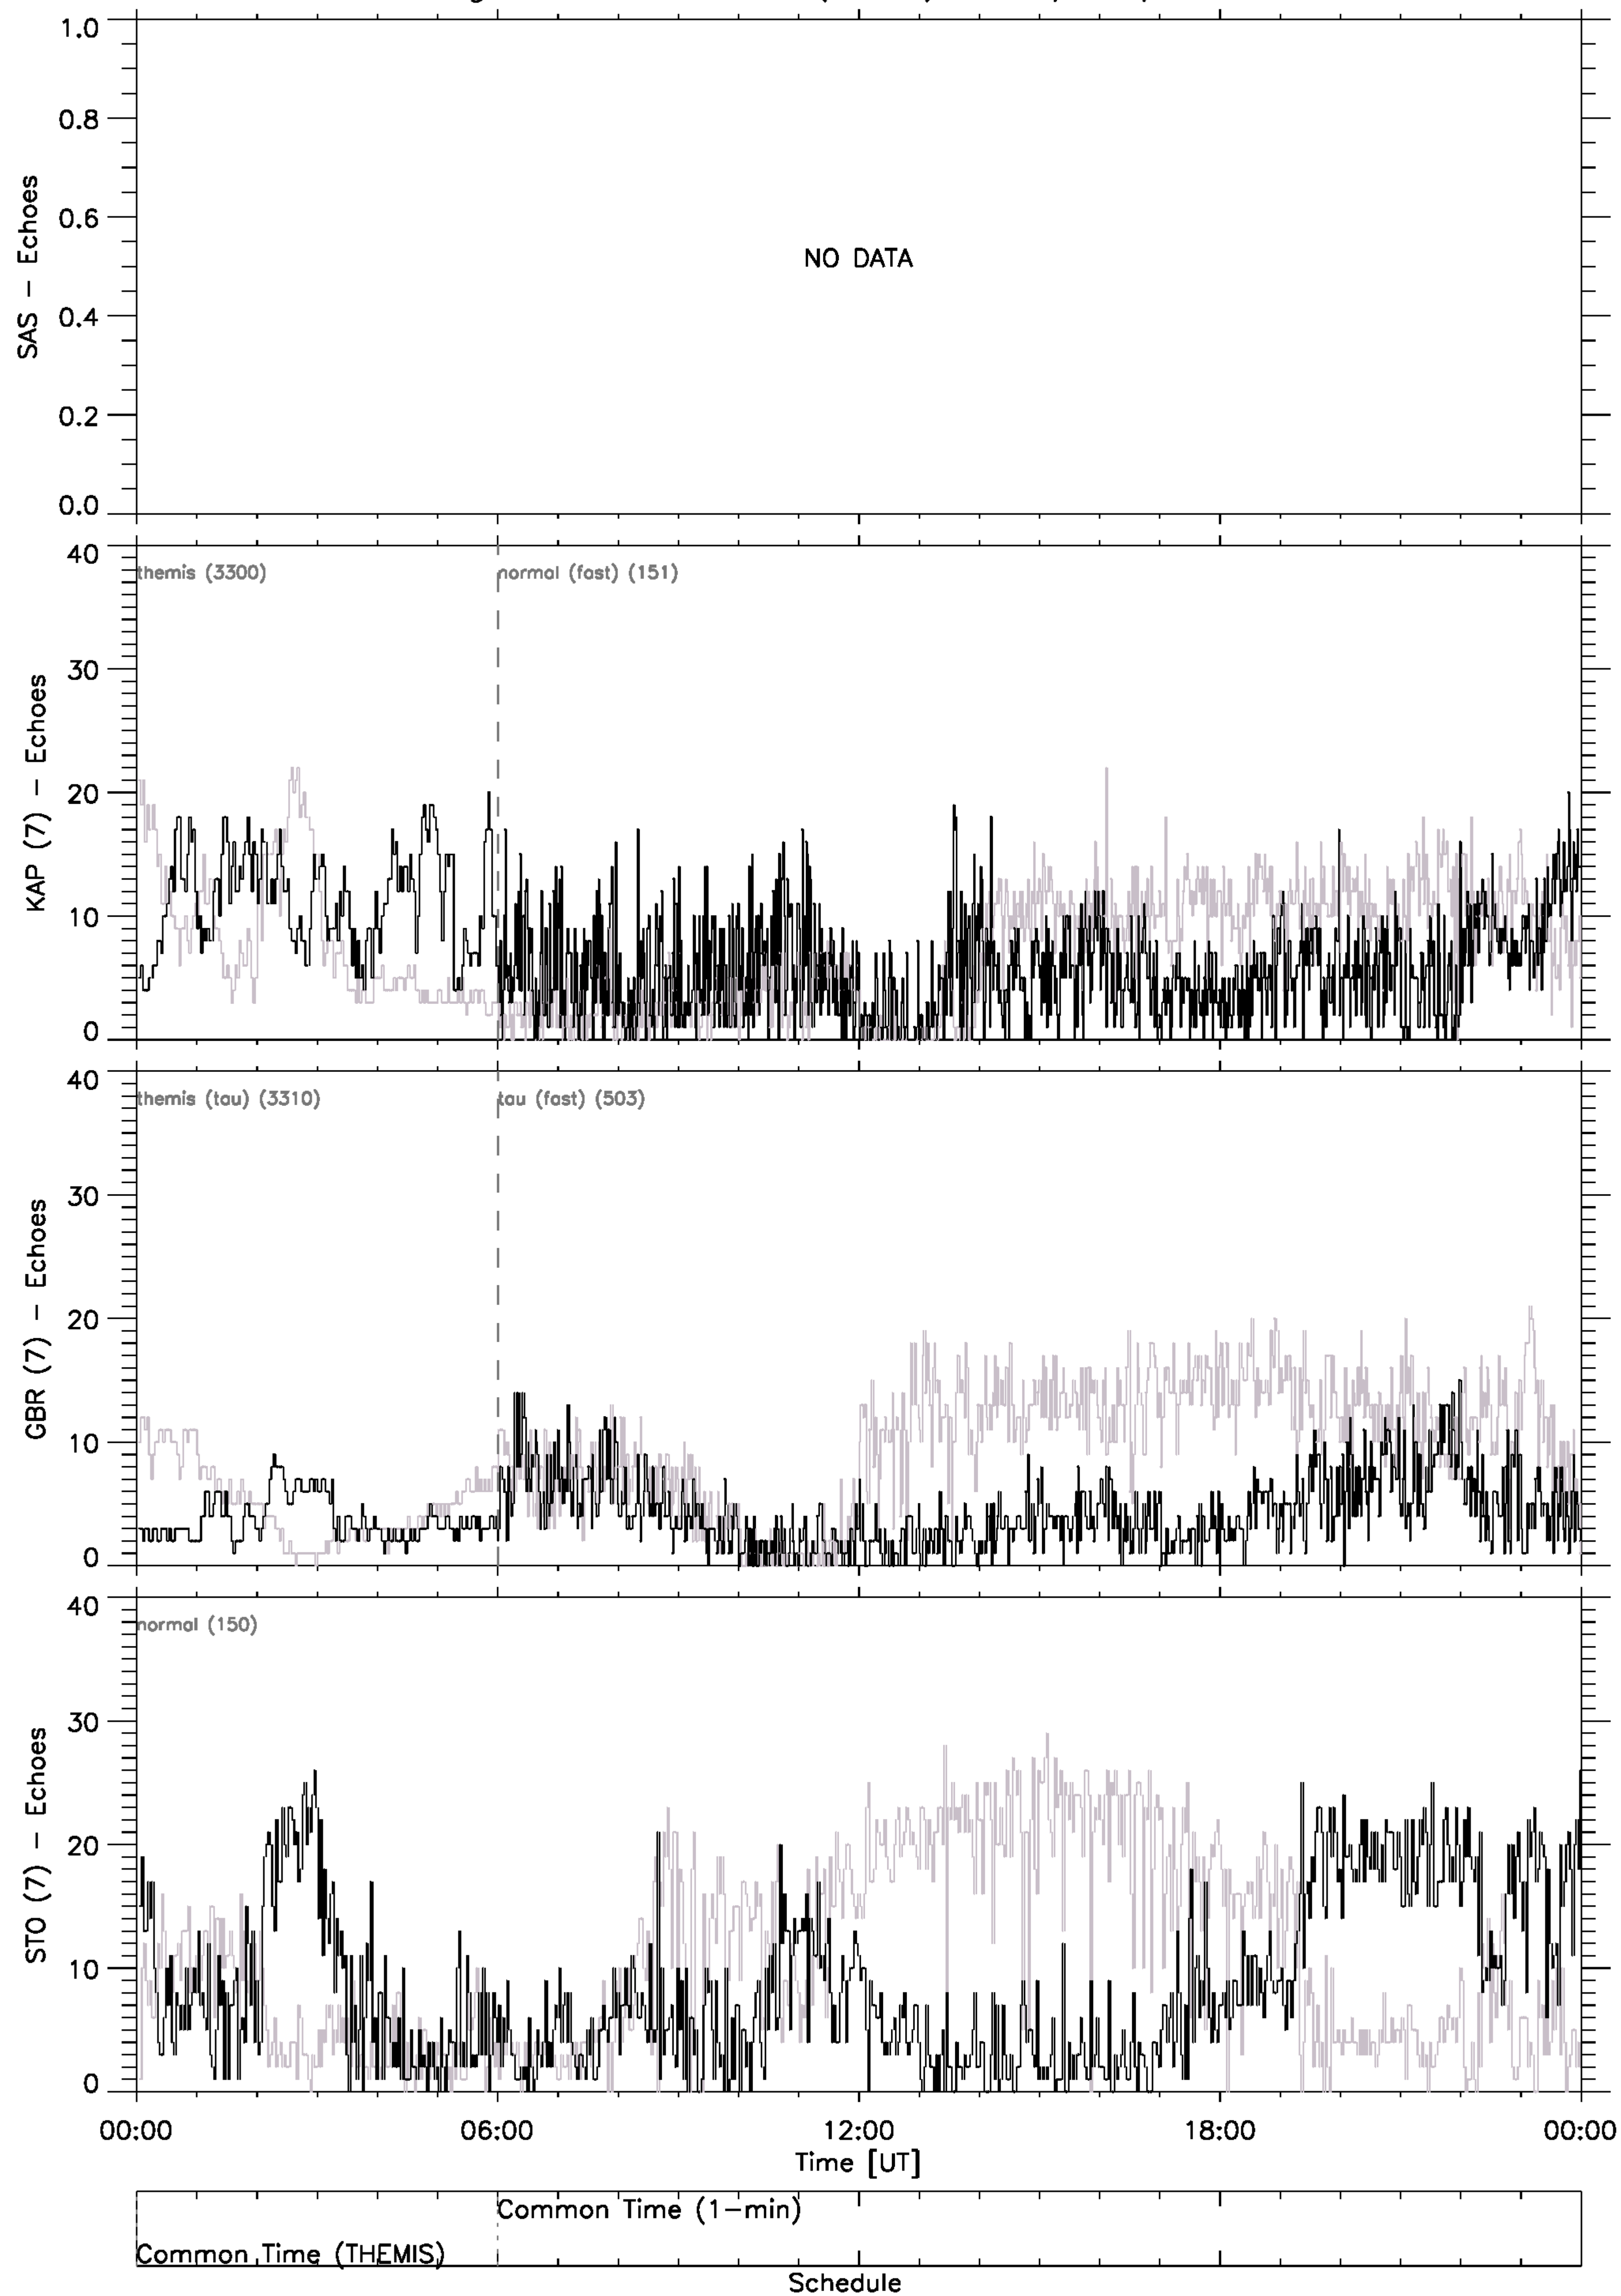 1.0
0.8
0.6
0.4
0.2
0.0
SAS – Echoes
NO DATA
40
30
20
10
0
KAP (7) – Echoes
themis (3300)
normal (fast) (151)
40
30
20
10
0
GBR (7) – Echoes
themis (tau) (3310)
tau (fast) (503)
40
30
20
10
0
STO (7) – Echoes
normal (150)
00:00 06:00 12:00 18:00 00:00
Time [UT]
Common Time (1–min)
Common Time (THEMIS)
Schedule